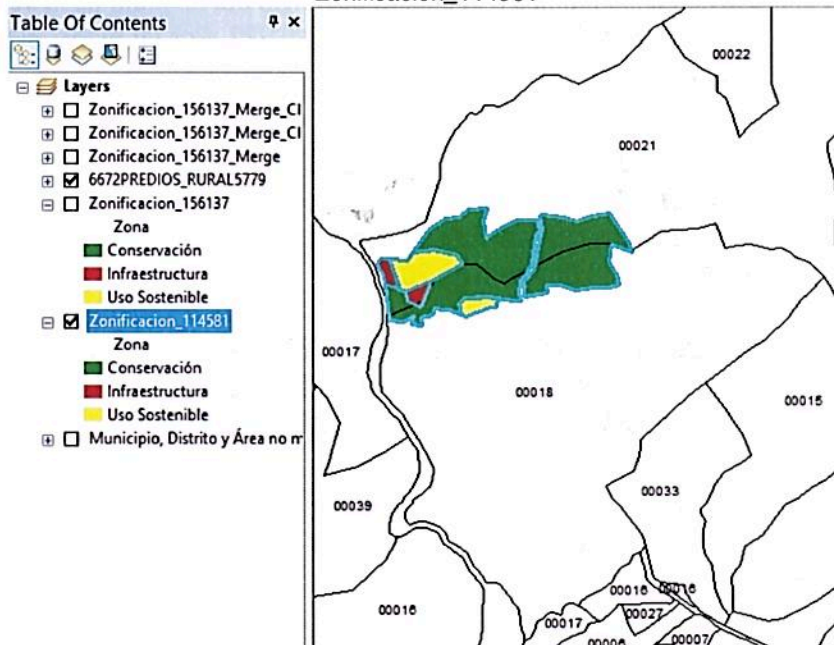 Table Of Contents
Layers
Zonificacion_156137_Merge_Cl
Zonificacion_156137_Merge_Cl
Zonificacion_156137_Merge
6672PREDIOS_RURAL5779
Zonificacion_156137
Zona
Conservación
Infraestructura
Uso Sostenible
Zonificacion_114581
Zona
Conservación
Infraestructura
Uso Sostenible
Municipio, Distrito y Área no m
00022
00021
00017
00018
00015
00039
00033
00016
00016
00016
00027
00017
00007